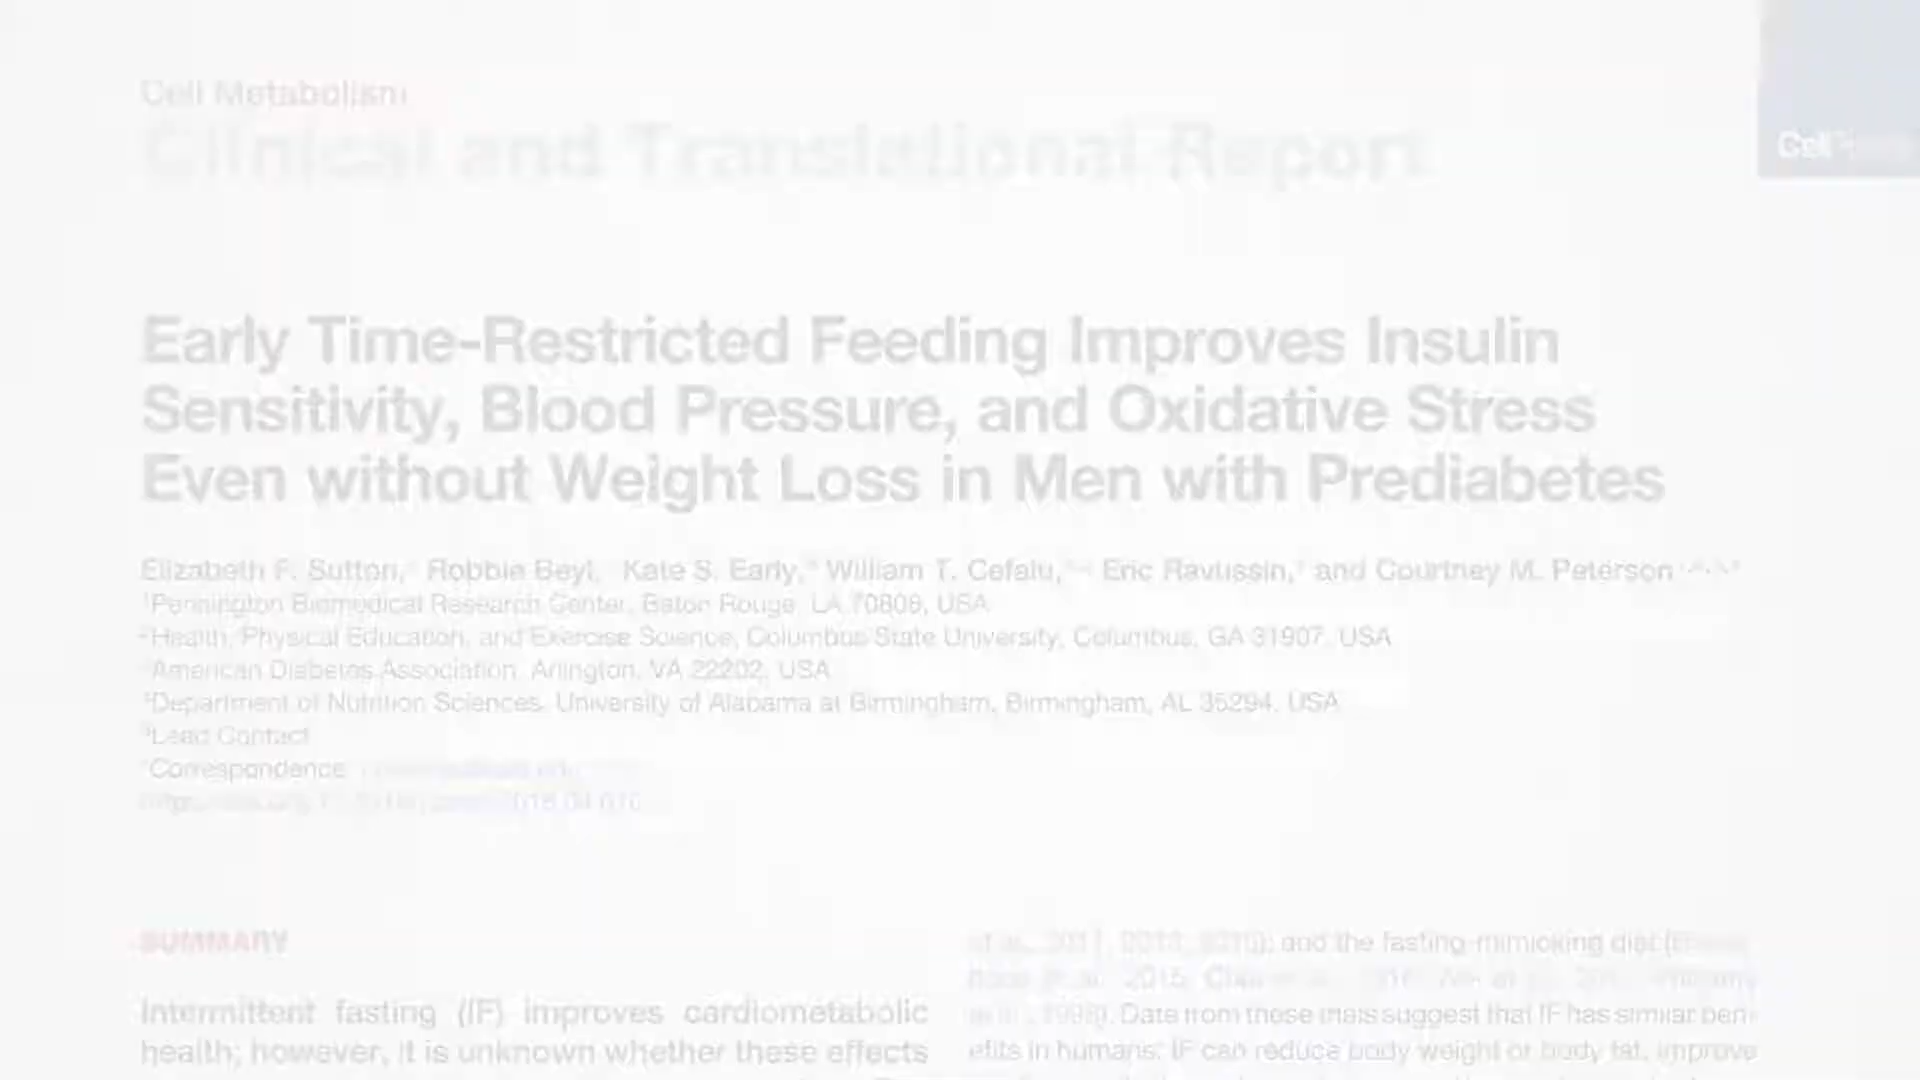 Cell Metabolism
Clinical and Translational Report
Cell
Early Time-Restricted Feeding Improves Insulin
Sensitivity, Blood Pressure, and Oxidative Stress
Even without Weight Loss in Men with Prediabetes
Elizabeth F. Sutton, Robbie Beyl, Kate S. Early, William T. Cefalu, Eric Ravussin, and Courtney M. Peterson
Pennington Biomedical Research Center, Baton Rouge, LA 70808, USA
Health, Physical Education, and Exercise Science, Columbus State University, Columbus, GA 31907, USA
American Diabetes Association, Arlington, VA 22202, USA
Department of Nutrition Sciences, University of Alabama at Birmingham, Birmingham, AL 35294, USA
Lead Contact
Correspondence:
SUMMARY
Intermittent fasting (IF) improves cardiometabolic
health; however, it is unknown whether these effects
and the fasting-mimicking diet
2015
Data from these trials suggest that IF has similar ben-
efits in humans: IF can reduce body weight or body fat, improve